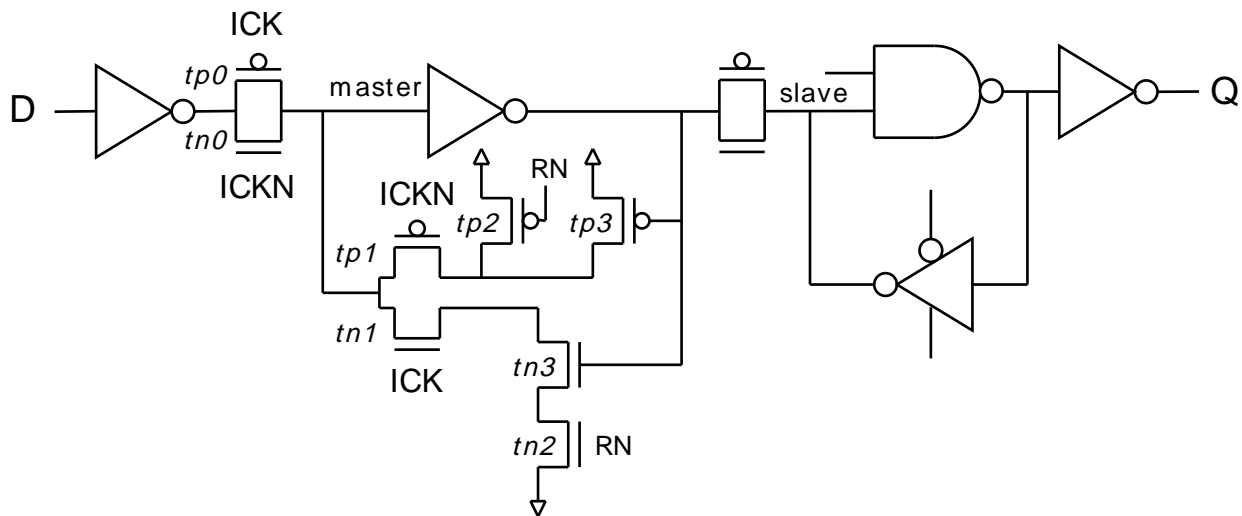 ICK
tp0
master
slave
D
Q
tn0
ICKN
ICKN
RN
tp2
tp3
tp1
tn1
ICK
tn3
tn2
RN